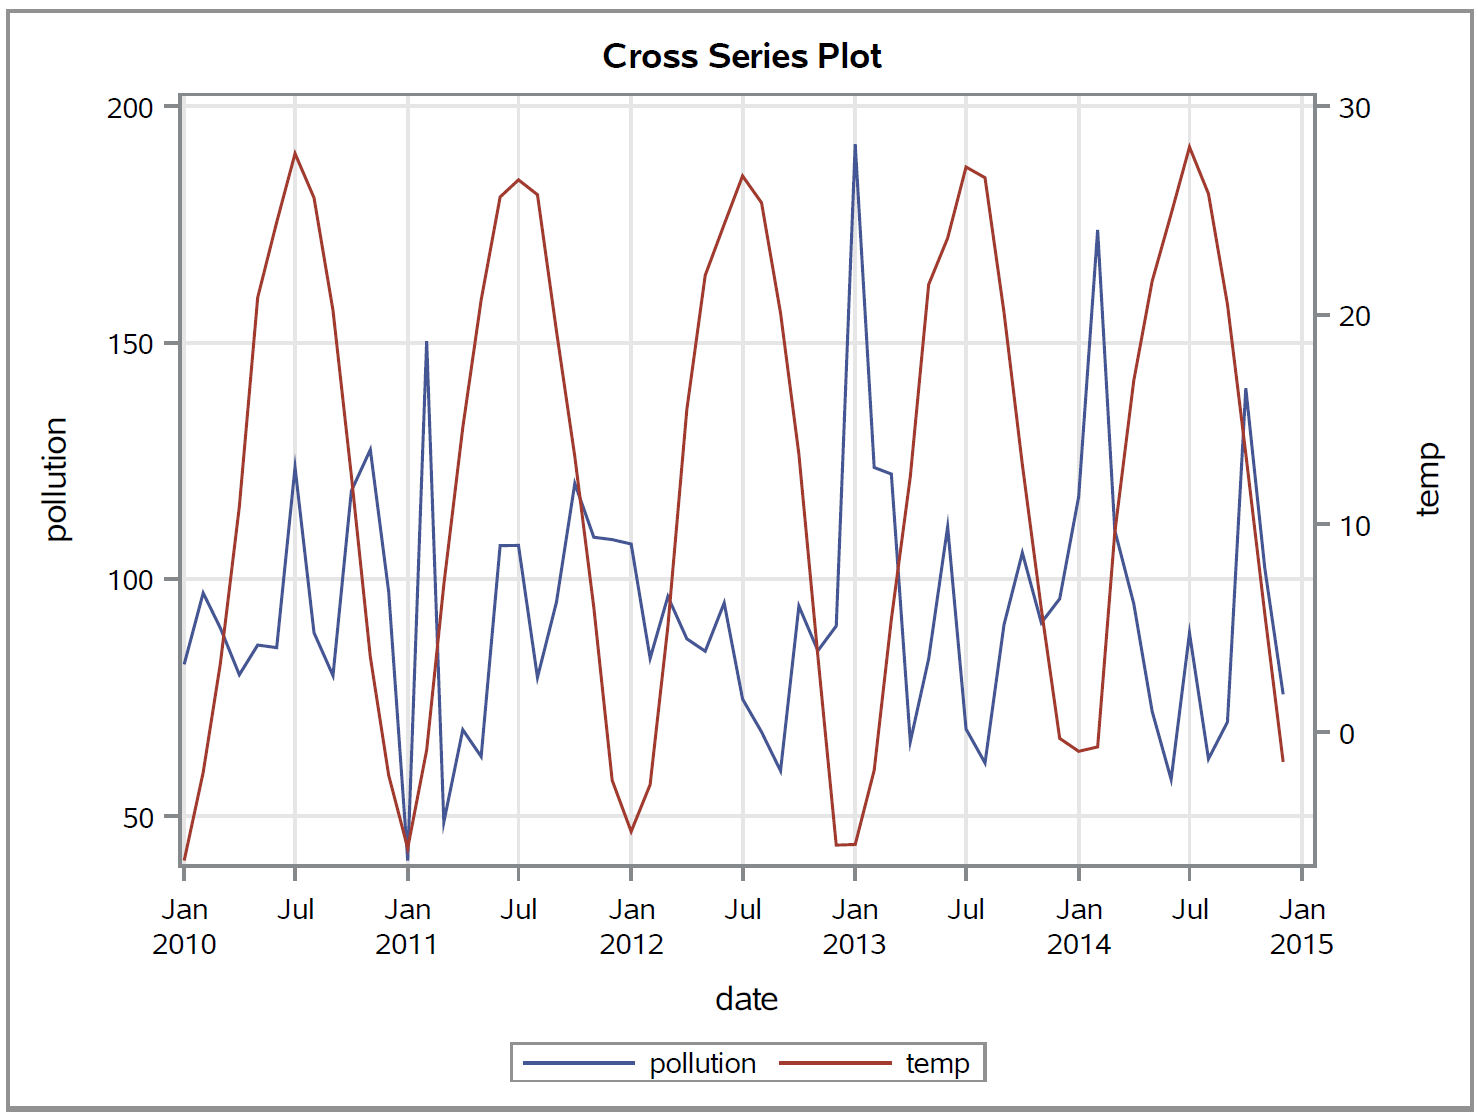 Cross Series Plot
200
150
100
50
pollution
30
20
10
0
temp
Jan Jul Jan Jul Jan Jul Jan Jul Jan Jul Jan
2010 2011 2012 2013 2014 2015
date
pollution temp